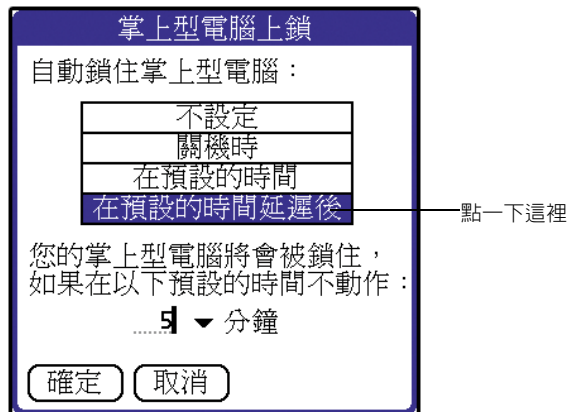 掌上型電腦上鎖
自動鎖住掌上型電腦：
不設定
關機時
在預設的時間
在預設的時間延遲後
點一下這裡
您的掌上型電腦將會被鎖住，
如果在以下預設的時間不動作：
5 分鐘
確定 取消